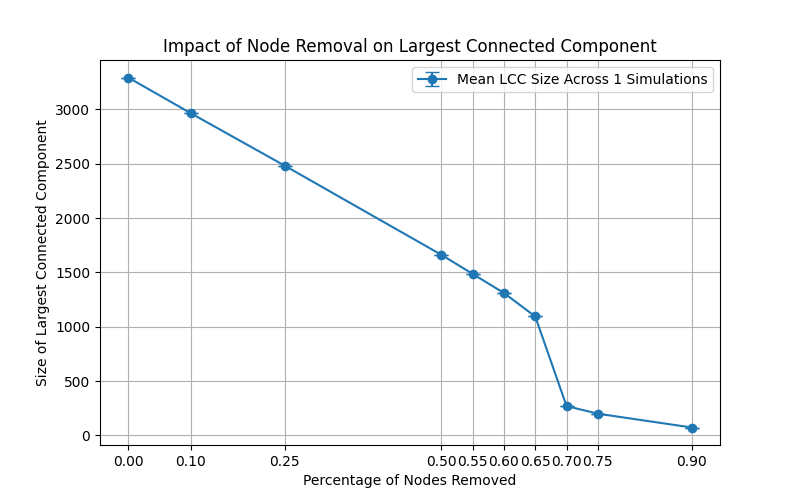 Impact of Node Removal on Largest Connected Component
Mean LCC Size Across 1 Simulations
Size of Largest Connected Component
3000
2500
2000
1500
1000
500
0
0.00 0.10 0.25 0.50 0.55 0.60 0.65 0.70 0.75 0.90
Percentage of Nodes Removed